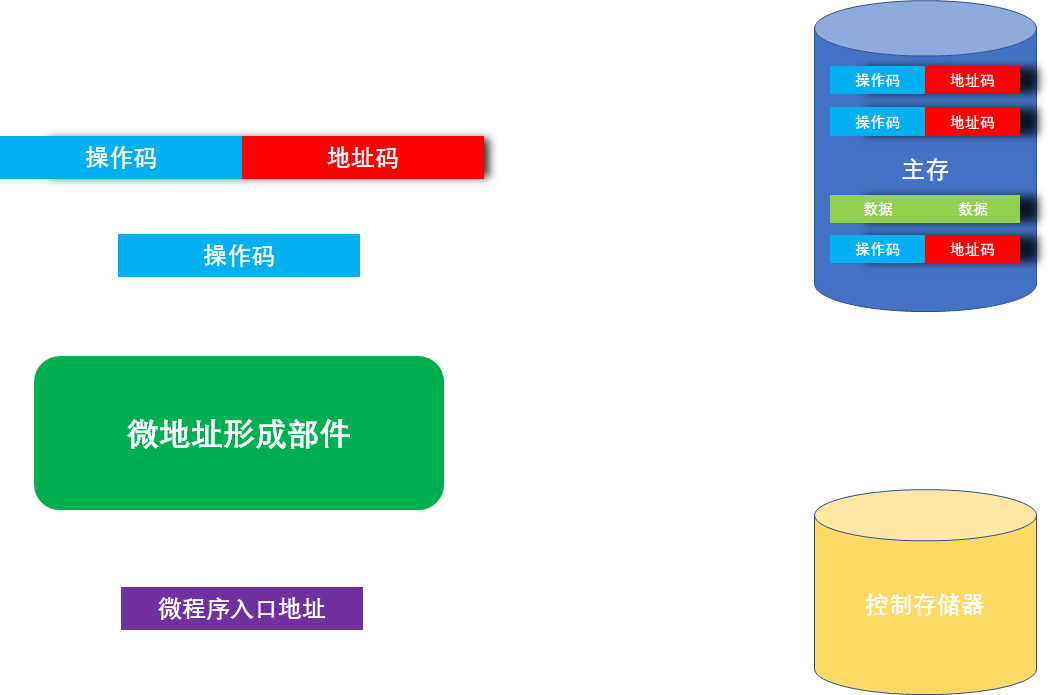 操作码 地址码
操作码
微地址形成部件
微程序入口地址
操作码 地址码
操作码 地址码
主存
数据 数据
操作码 地址码
控制存储器